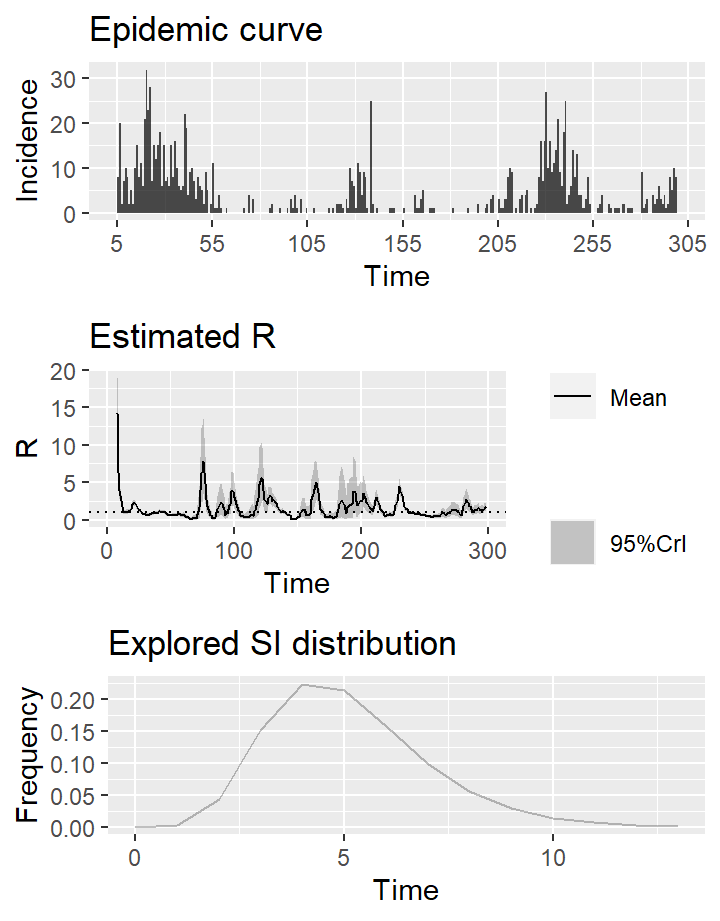 Epidemic curve
Incidence
30
20
10
0
5 55 105 155 205 255 305
Time
Estimated R
R
20
15
10
5
0
0 100 200 300
Time
Mean
95%CrI
Explored SI distribution
Frequency
0.20
0.15
0.10
0.05
0.00
0 5 10
Time